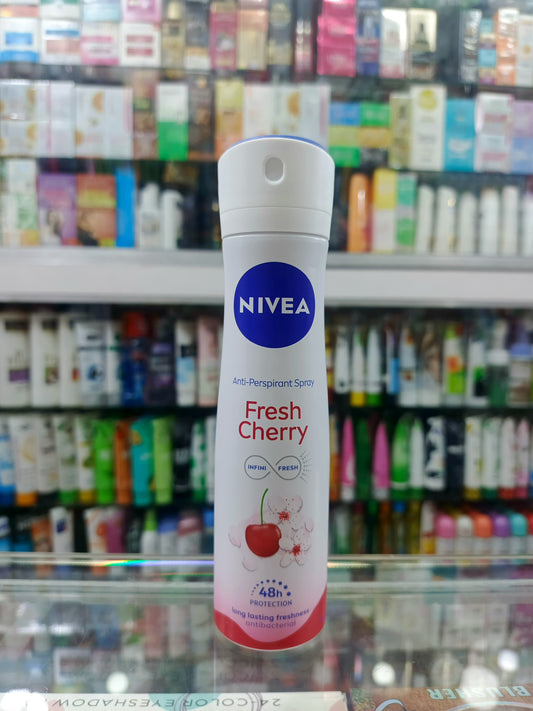 NIVEA
Anti-Perspirant Spray
Fresh
Cherry
INFINI FRESH
48h
PROTECTION
long lasting freshness
antibacterial
24 COLOR EYESHADOW
BLUSHER